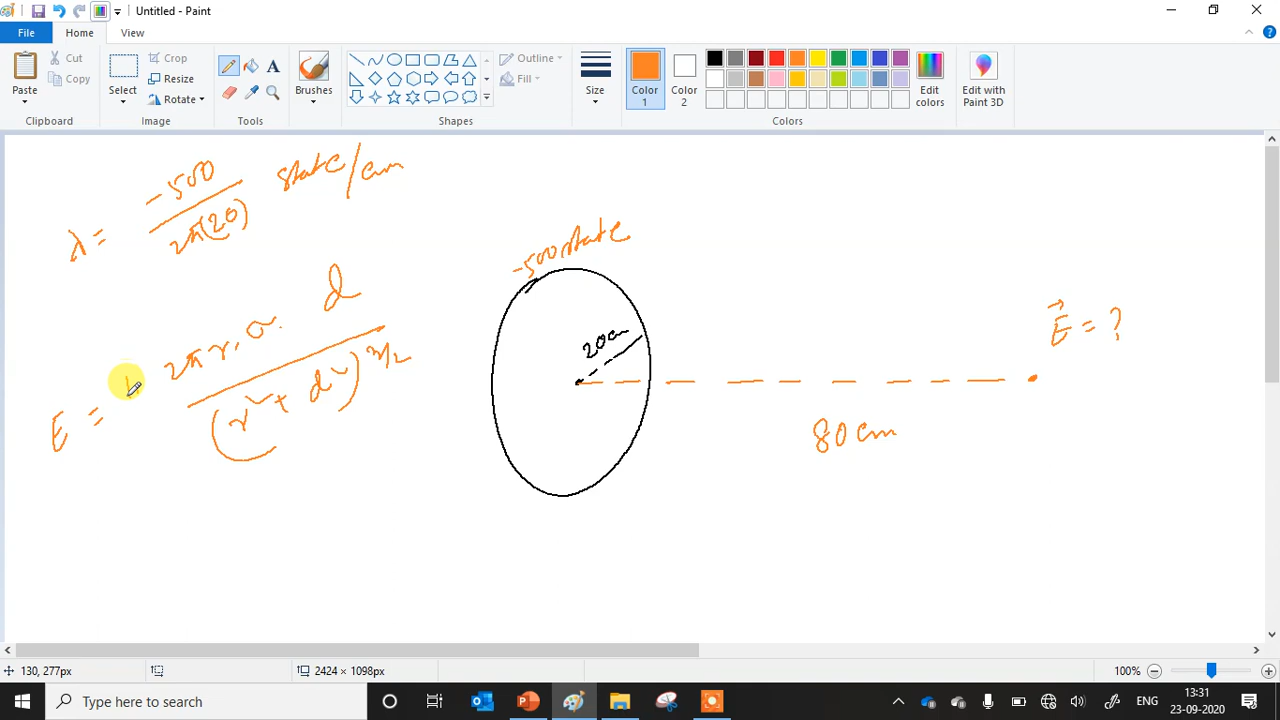 Untitled - Paint
File Home View
Paste
Cut
Copy
Clipboard
Select
Crop
Resize
Rotate
Image
Tools
Brushes
Shapes
Outline
Fill
Size
Color 1
Color 2
Edit colors
Colors
Edit with Paint 3D
λ = -500 / 2π(20) statC/cm
-500 statC
20 cm
E = 2πr.σ. d / (r² + d²)^3/2
80 cm
E⃗ = ?
130, 277px
2424 × 1098px
100%
Type here to search
ENG
13:31
23-09-2020